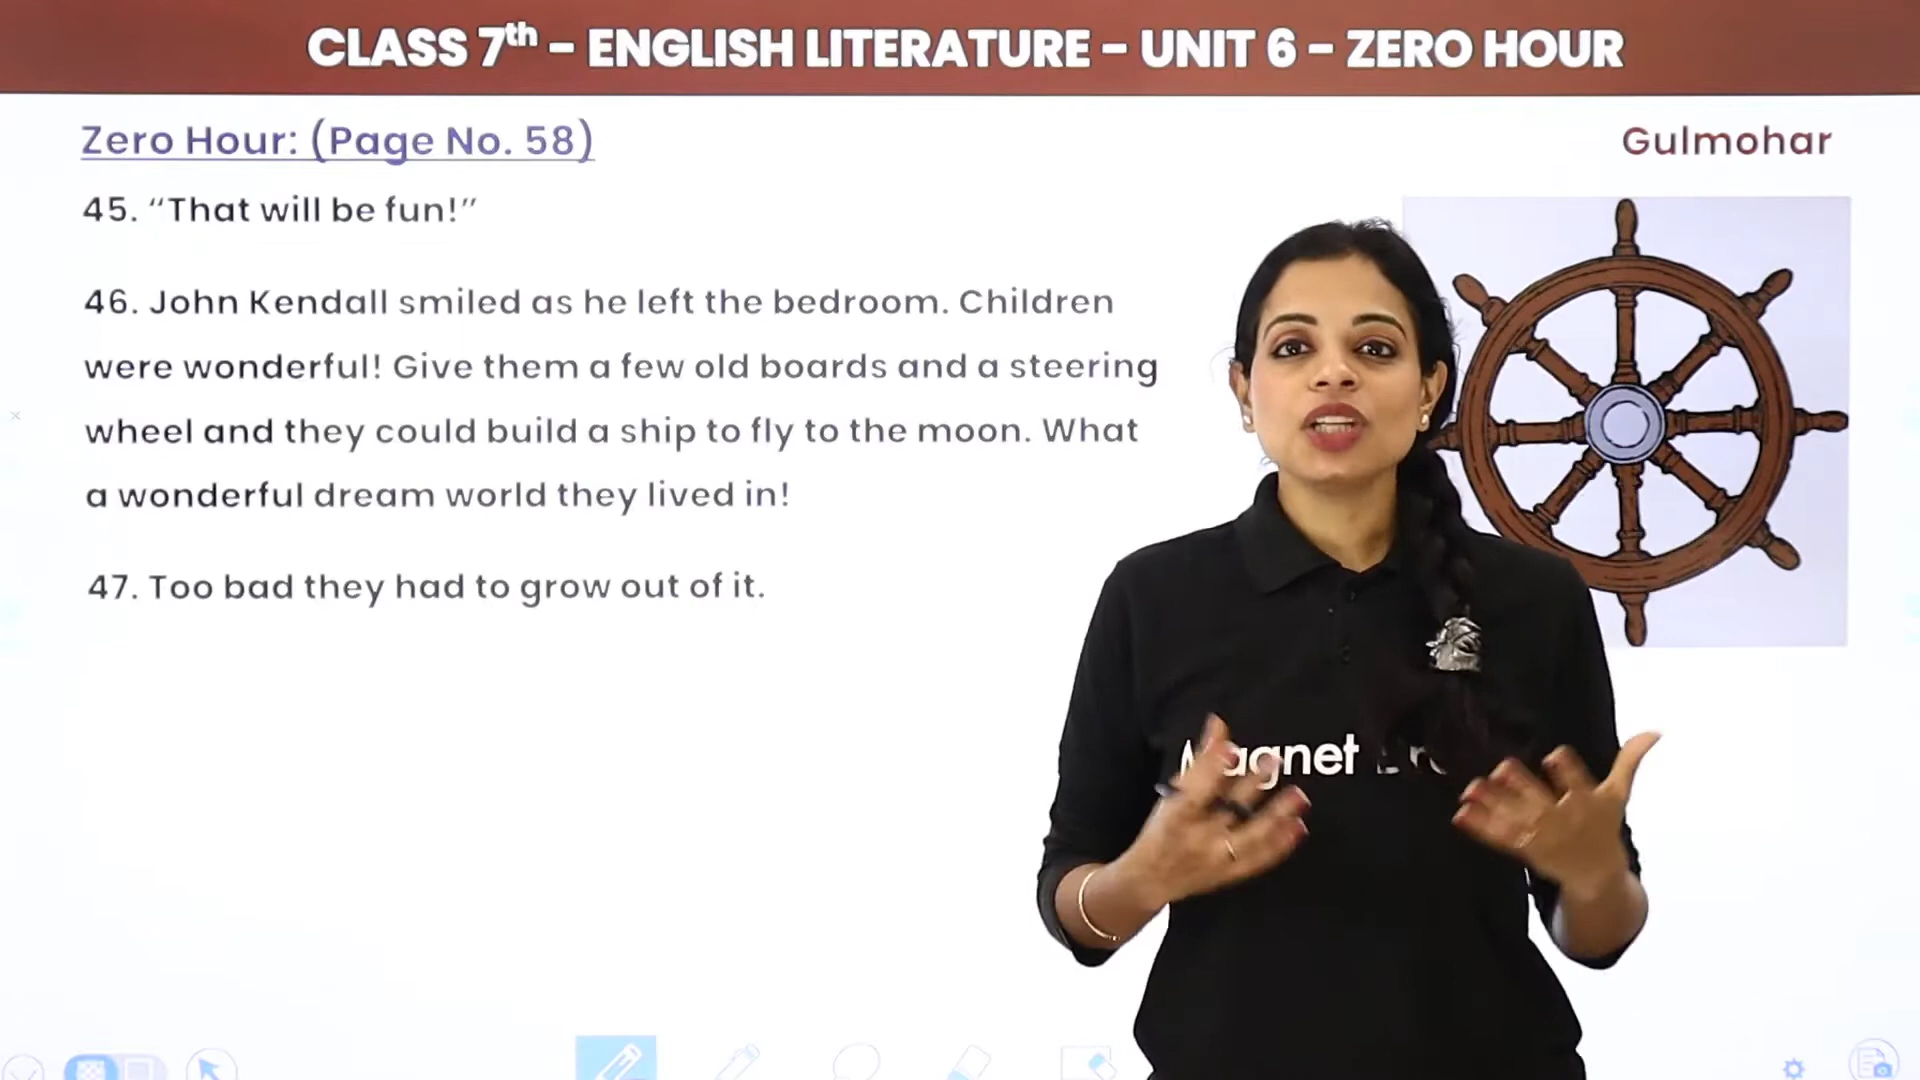 CLASS 7th – ENGLISH LITERATURE – UNIT 6 – ZERO HOUR
Zero Hour: (Page No. 58)
Gulmohar
45. “That will be fun!”
46. John Kendall smiled as he left the bedroom. Children
were wonderful! Give them a few old boards and a steering
wheel and they could build a ship to fly to the moon. What
a wonderful dream world they lived in!
47. Too bad they had to grow out of it.
Magnet